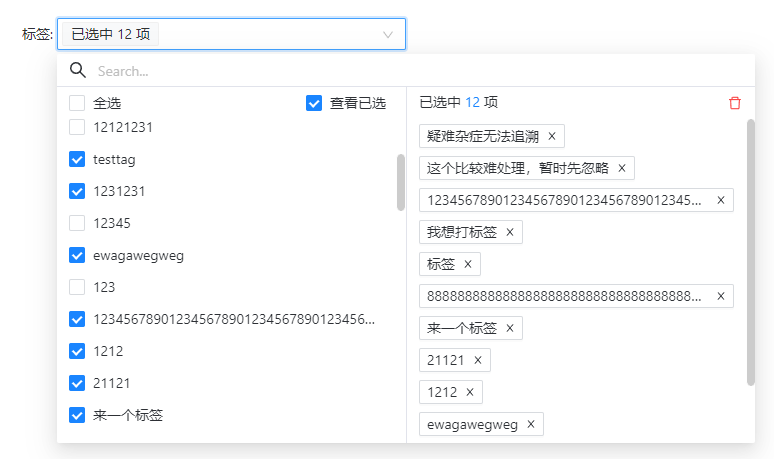 标签: 已选中 12 项
Search...
全选 查看已选
12121231
testtag
1231231
12345
ewagawegweg
123
123456789012345678901234567890123456...
1212
21121
来一个标签
已选中 12 项
疑难杂症无法追溯 ×
这个比较难处理，暂时先忽略 ×
12345678901234567890123456789012345... ×
我想打标签 ×
标签 ×
88888888888888888888888888888888888... ×
来一个标签 ×
21121 ×
1212 ×
ewagawegweg ×